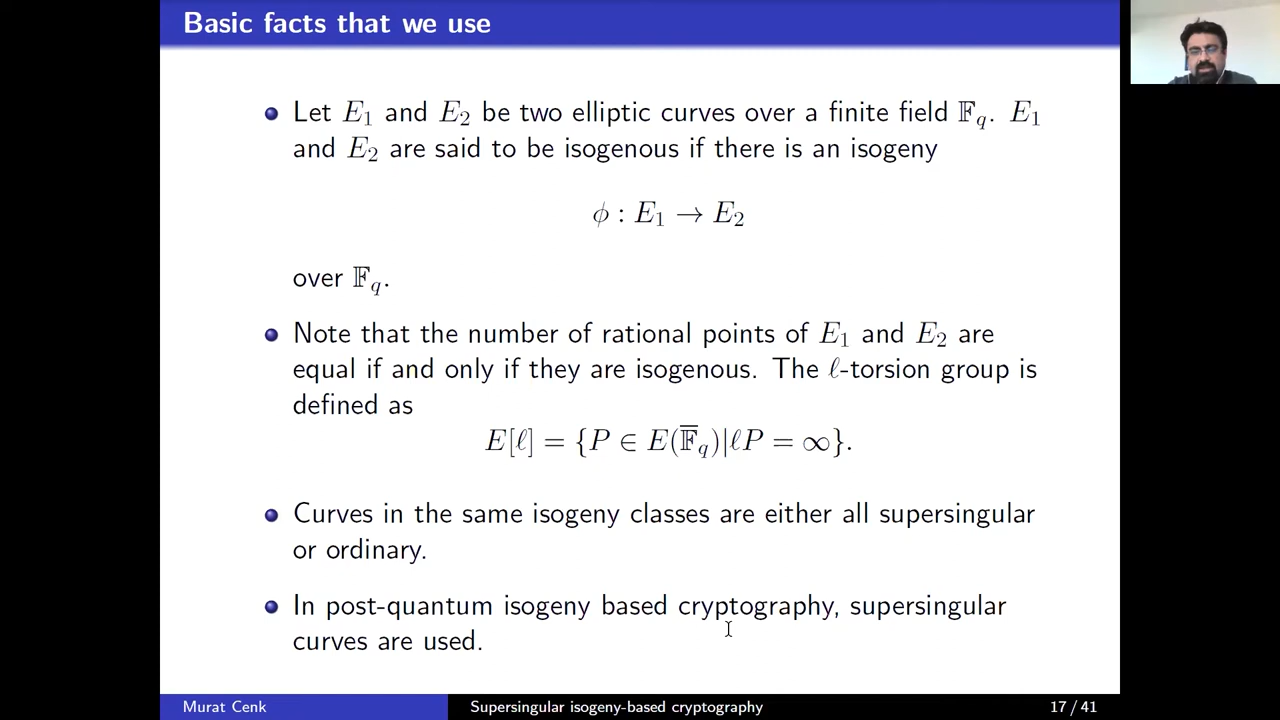 Basic facts that we use
Let E₁ and E₂ be two elliptic curves over a finite field 𝔽_q. E₁
and E₂ are said to be isogenous if there is an isogeny
ϕ : E₁ → E₂
over 𝔽_q.
Note that the number of rational points of E₁ and E₂ are
equal if and only if they are isogenous. The ℓ-torsion group is
defined as
E[ℓ] = {P ∈ E(𝔽̅_q)|ℓP = ∞}.
Curves in the same isogeny classes are either all supersingular
or ordinary.
In post-quantum isogeny based cryptography, supersingular
curves are used.
Murat Cenk
Supersingular isogeny-based cryptography
17 / 41